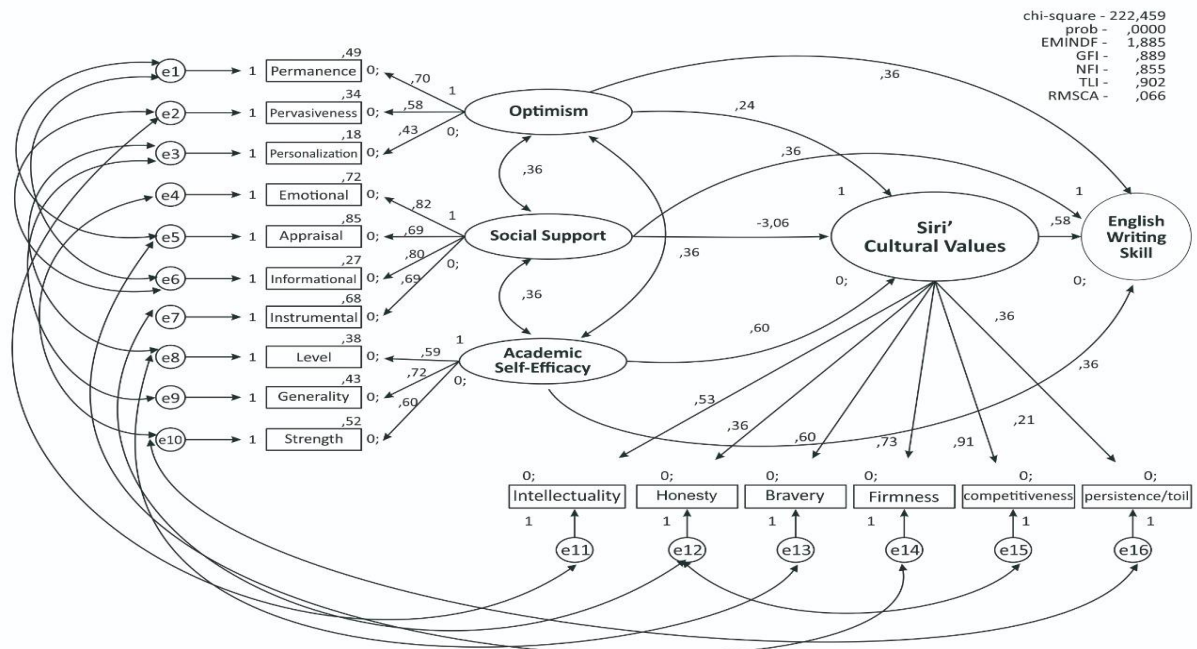 chi-square - 222,459
prob - ,0000
EMINDF - 1,885
GFI - ,889
NFI - ,855
TLI - ,902
RMSCA - ,066
,49
e1 1 Permanence 0;
,70
,34
e2 1 Pervasiveness 0;
,58
,18
e3 1 Personalization 0;
,43
1
Optimism
0;
,36
,24
,36
,72
e4 1 Emotional 0;
,82
,85
e5 1 Appraisal 0;
,69
,27
e6 1 Informational 0;
,80
,68
e7 1 Instrumental 0;
,69
1
Social Support
0;
,36
,36
,36
-3,06
1
Siri'
Cultural Values
0;
,58
1
English
Writing
Skill
0;
,38
e8 1 Level 0;
,59
,43
e9 1 Generality 0;
,72
,52
e10 1 Strength 0;
,60
1
Academic
Self-Efficacy
0;
,60
,36
,36
,53
,36
,60
,73
,91
,21
0; 0; 0; 0; 0; 0;
Intellectuality Honesty Bravery Firmness competitiveness persistence/toil
1 1 1 1 1 1
e11 e12 e13 e14 e15 e16